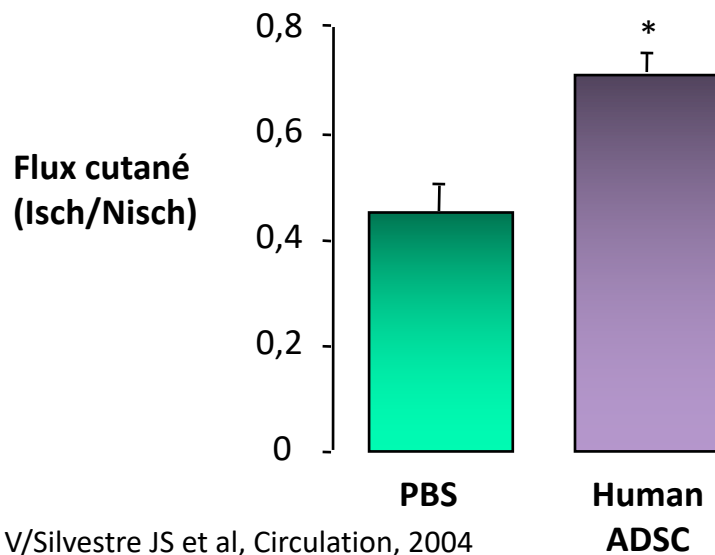 0,8
*
0,6
Flux cutané
(Isch/Nisch)
0,4
0,2
0
PBS
Human
ADSC
V/Silvestre JS et al, Circulation, 2004